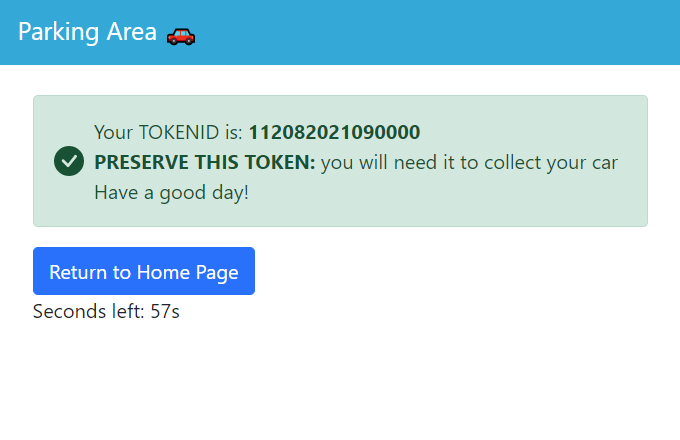 Parking Area
Your TOKENID is: 112082021090000
PRESERVE THIS TOKEN: you will need it to collect your car
Have a good day!
Return to Home Page
Seconds left: 57s